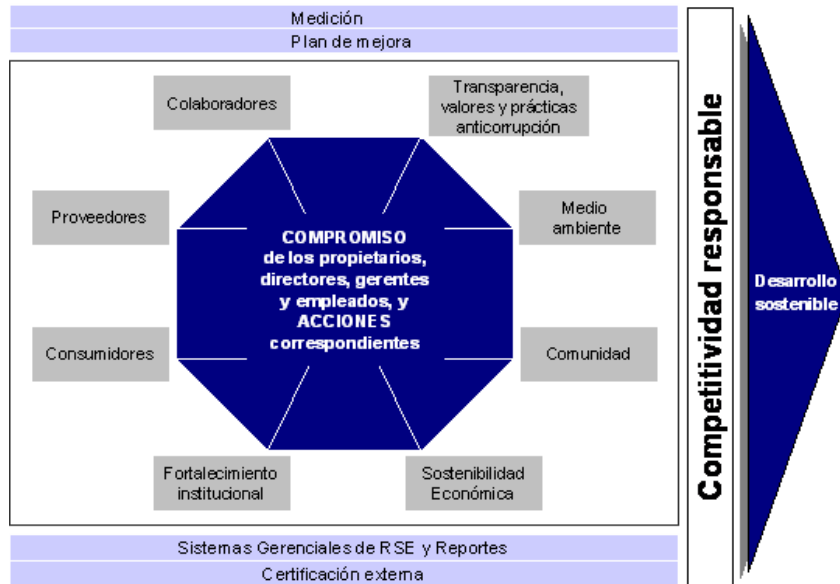 Medición
Plan de mejora
Colaboradores
Transparencia,
valores y prácticas
anticorrupción
Proveedores
Medio
ambiente
COMPROMISO
de los propietarios,
directores, gerentes
y empleados, y
ACCIONES
correspondientes
Consumidores
Comunidad
Fortalecimiento
institucional
Sostenibilidad
Económica
Sistemas Gerenciales de RSE y Reportes
Certificación externa
Competitividad responsable
Desarrollo
sostenible